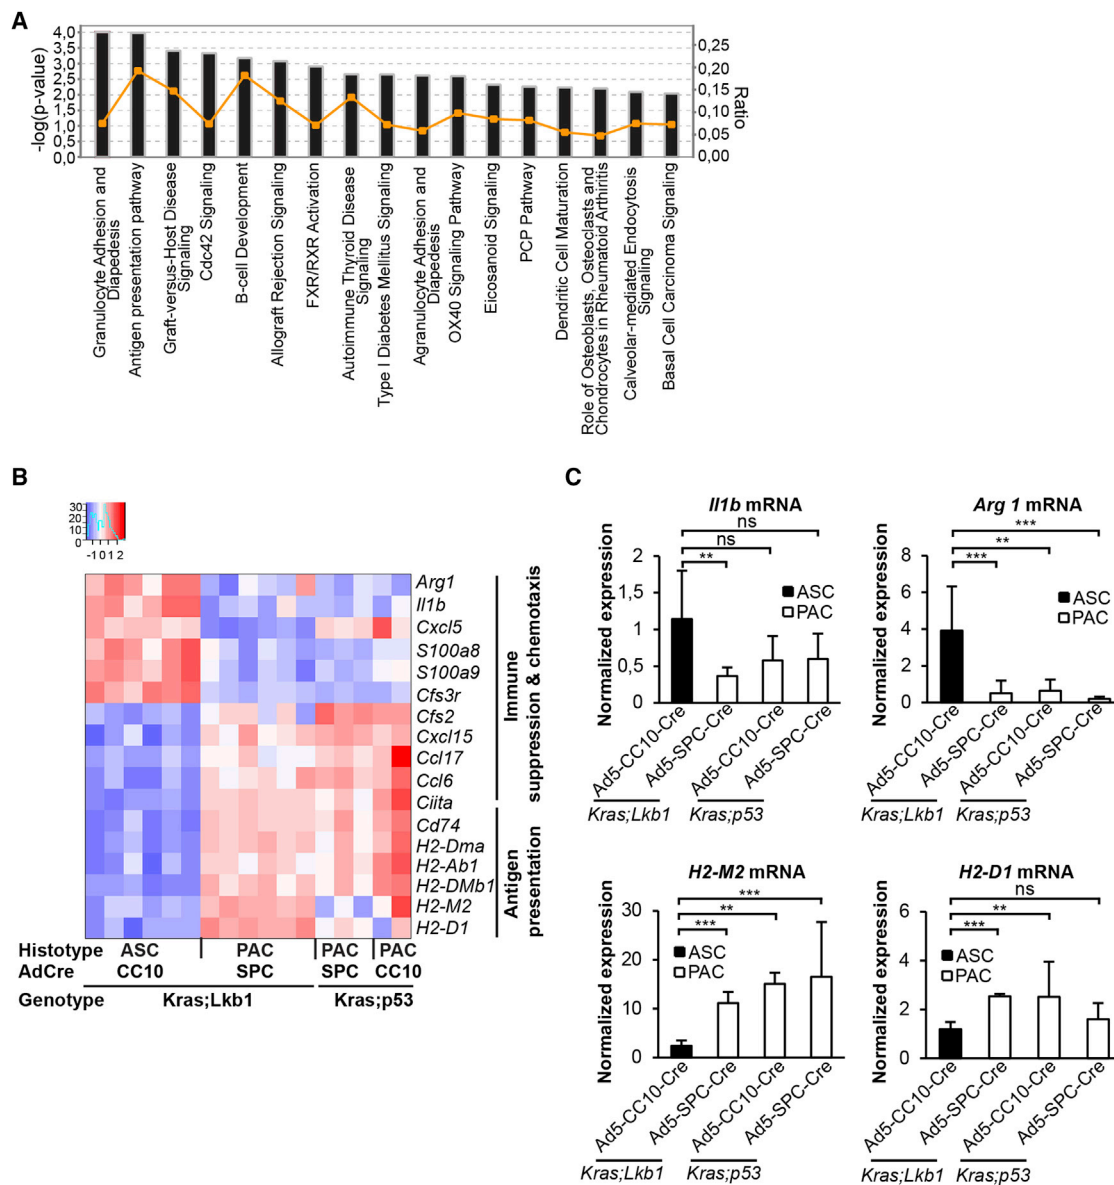 A
4,0
3,5
3,0
2,5
2,0
1,5
1,0
0,5
0,0
-log(p-value)
0,25
0,20
0,15
0,10
0,05
0,00
Ratio
Granulocyte Adhesion and
Diapedesis
Antigen presentation pathway
Graft-versus-Host Disease
Signaling
Cdc42 Signaling
B-cell Development
Allograft Rejection Signaling
FXR/RXR Activation
Autoimmune Thyroid Disease
Signaling
Type I Diabetes Mellitus Signaling
Agranulocyte Adhesion and
Diapedesis
OX40 Signaling Pathway
Eicosanoid Signaling
PCP Pathway
Dendritic Cell Maturation
Role of Osteoblasts, Osteoclasts and
Chondrocytes in Rheumatoid Arthiritis
Calveolar-mediated Endocytosis
Signaling
Basal Cell Carcinoma Signaling
B
30
20
10
0
-1 0 1 2
Arg1
Il1b
Cxcl5
S100a8
S100a9
Cfs3r
Cfs2
Cxcl15
Ccl17
Ccl6
Ciita
Cd74
H2-Dma
H2-Ab1
H2-DMb1
H2-M2
H2-D1
Immune
suppression & chemotaxis
Antigen
presentation
Histotype ASC PAC PAC PAC
AdCre CC10 SPC SPC CC10
Genotype Kras;Lkb1 Kras;p53
C
Il1b mRNA
ns
ns
**
Normalized expression
2
1,5
1
0,5
0
ASC
PAC
Ad5-CC10-Cre
Ad5-SPC-Cre
Ad5-CC10-Cre
Ad5-SPC-Cre
Kras;Lkb1 Kras;p53
Arg 1 mRNA
***
**
***
Normalized expression
8
6
4
2
0
ASC
PAC
Ad5-CC10-Cre
Ad5-SPC-Cre
Ad5-CC10-Cre
Ad5-SPC-Cre
Kras;Lkb1 Kras;p53
H2-M2 mRNA
***
**
***
Normalized expression
30
20
10
0
ASC
PAC
Ad5-CC10-Cre
Ad5-SPC-Cre
Ad5-CC10-Cre
Ad5-SPC-Cre
Kras;Lkb1 Kras;p53
H2-D1 mRNA
ns
**
***
Normalized expression
6
4
2
0
ASC
PAC
Ad5-CC10-Cre
Ad5-SPC-Cre
Ad5-CC10-Cre
Ad5-SPC-Cre
Kras;Lkb1 Kras;p53